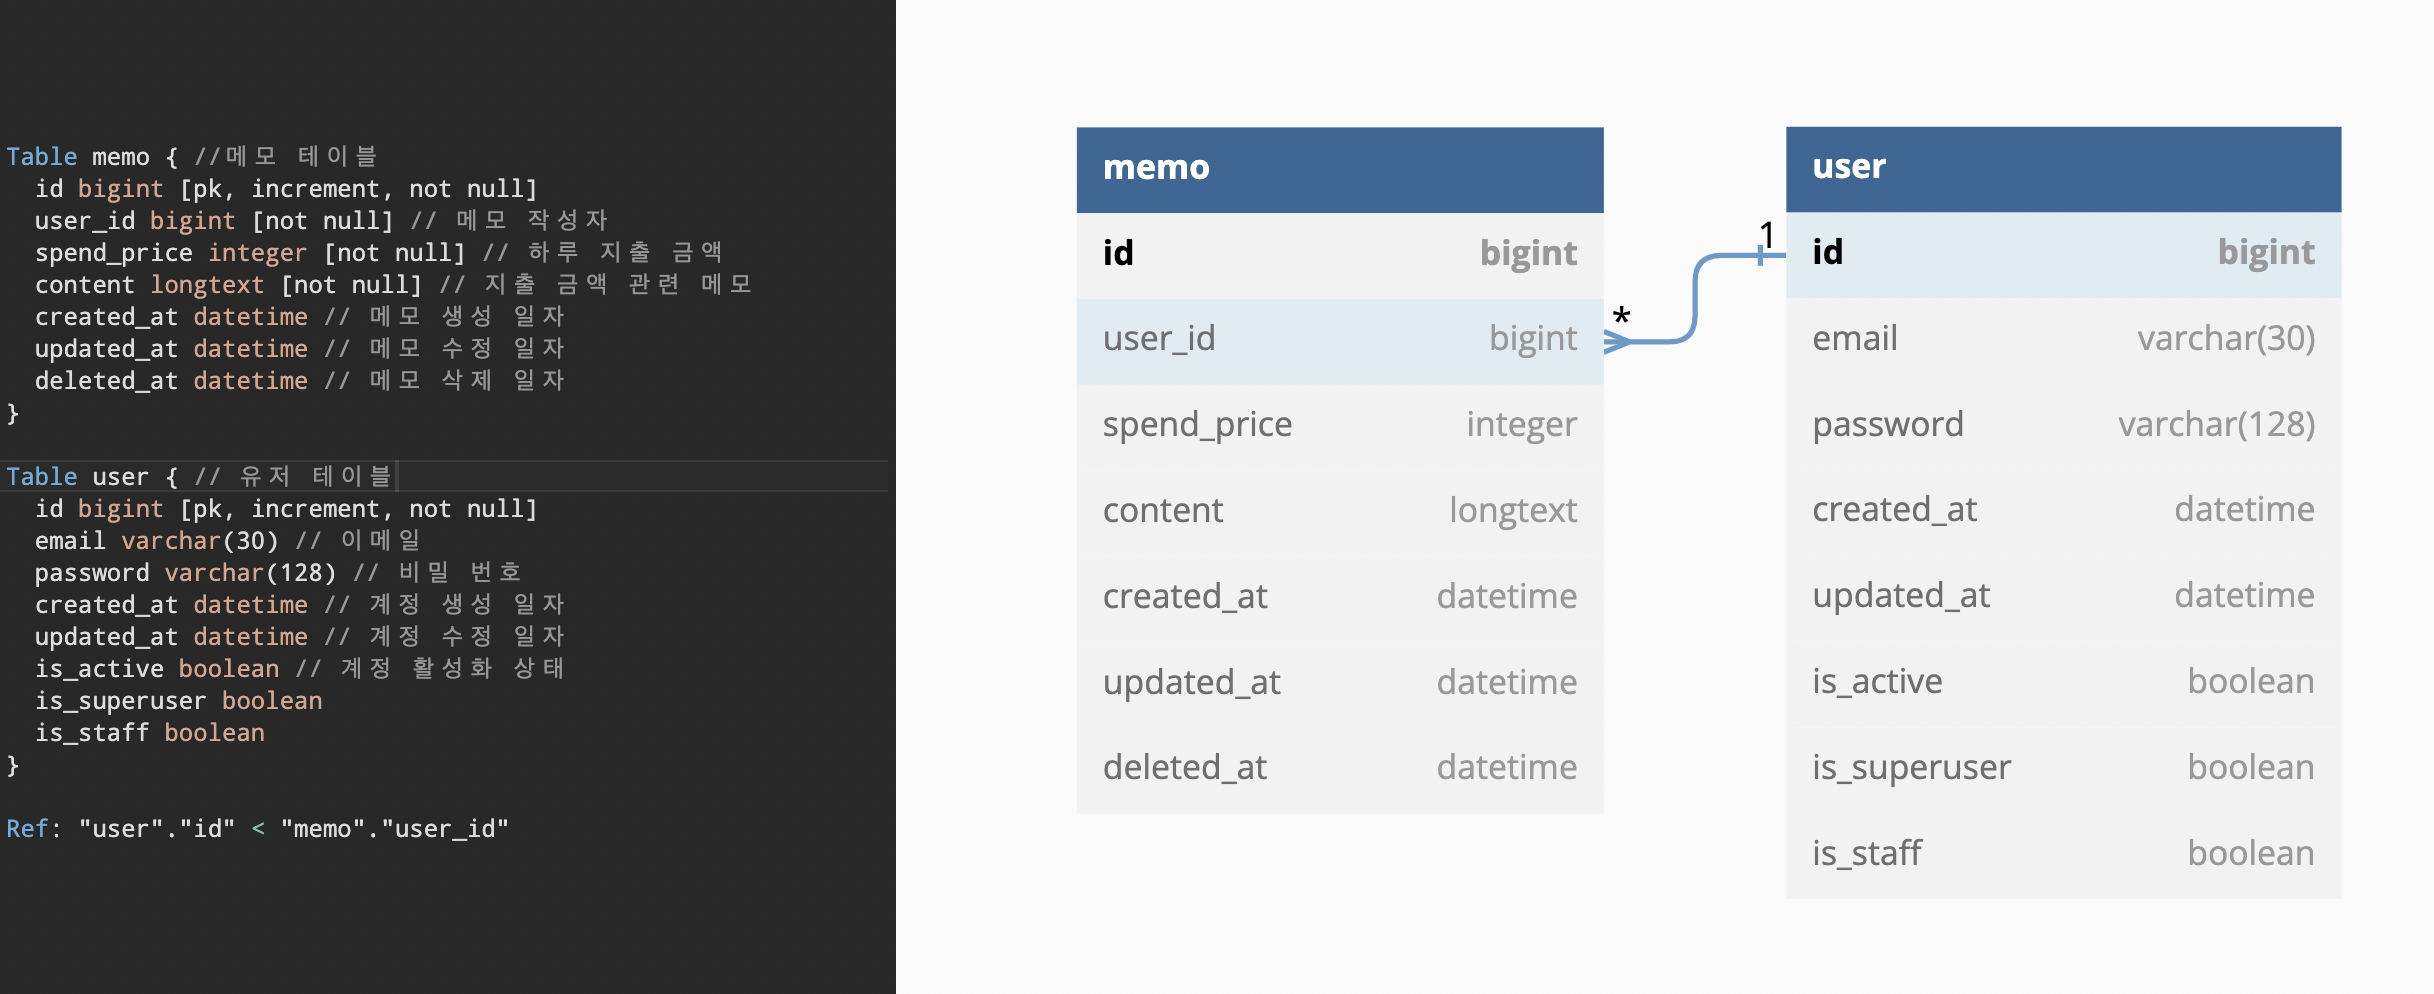 Table memo { //메모 테이블
id bigint [pk, increment, not null]
user_id bigint [not null] // 메모 작성자
spend_price integer [not null] // 하루 지출 금액
content longtext [not null] // 지출 금액 관련 메모
created_at datetime // 메모 생성 일자
updated_at datetime // 메모 수정 일자
deleted_at datetime // 메모 삭제 일자
}
Table user { // 유저 테이블
id bigint [pk, increment, not null]
email varchar(30) // 이메일
password varchar(128) // 비밀 번호
created_at datetime // 계정 생성 일자
updated_at datetime // 계정 수정 일자
is_active boolean // 계정 활성화 상태
is_superuser boolean
is_staff boolean
}
Ref: "user"."id" < "memo"."user_id"
memo
id bigint
user_id bigint
spend_price integer
content longtext
created_at datetime
updated_at datetime
deleted_at datetime
*
1
user
id bigint
email varchar(30)
password varchar(128)
created_at datetime
updated_at datetime
is_active boolean
is_superuser boolean
is_staff boolean